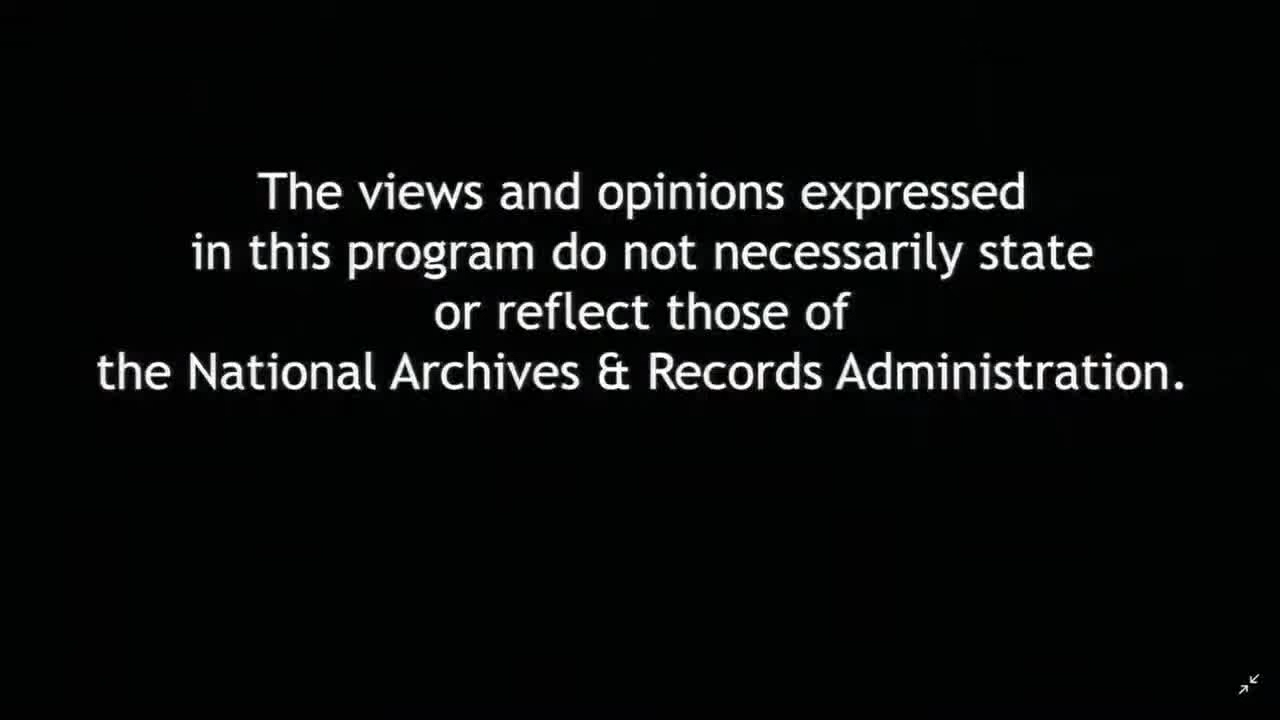 The views and opinions expressed
in this program do not necessarily state
or reflect those of
the National Archives & Records Administration.